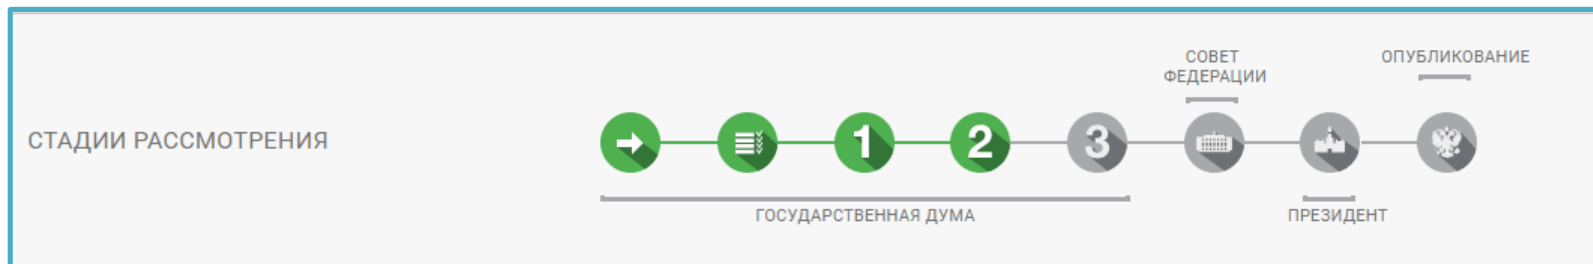 СОВЕТ
ФЕДЕРАЦИИ
ОПУБЛИКОВАНИЕ
СТАДИИ РАССМОТРЕНИЯ
1
2
3
ГОСУДАРСТВЕННАЯ ДУМА
ПРЕЗИДЕНТ